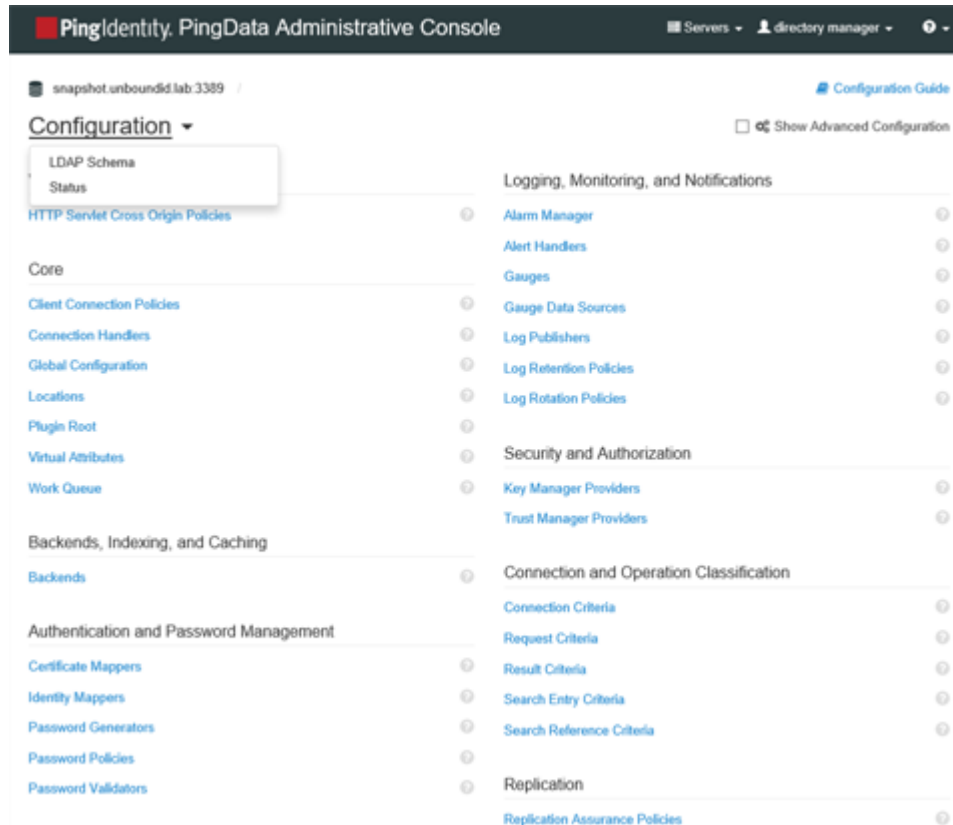 PingIdentity. PingData Administrative Console
Servers
directory manager
snapshot.unboundid.lab:3389 /
Configuration Guide
Configuration
Show Advanced Configuration
LDAP Schema
Status
HTTP Servlet Cross Origin Policies
Core
Client Connection Policies
Connection Handlers
Global Configuration
Locations
Plugin Root
Virtual Attributes
Work Queue
Backends, Indexing, and Caching
Backends
Authentication and Password Management
Certificate Mappers
Identity Mappers
Password Generators
Password Policies
Password Validators
Logging, Monitoring, and Notifications
Alarm Manager
Alert Handlers
Gauges
Gauge Data Sources
Log Publishers
Log Retention Policies
Log Rotation Policies
Security and Authorization
Key Manager Providers
Trust Manager Providers
Connection and Operation Classification
Connection Criteria
Request Criteria
Result Criteria
Search Entry Criteria
Search Reference Criteria
Replication
Replication Assurance Policies